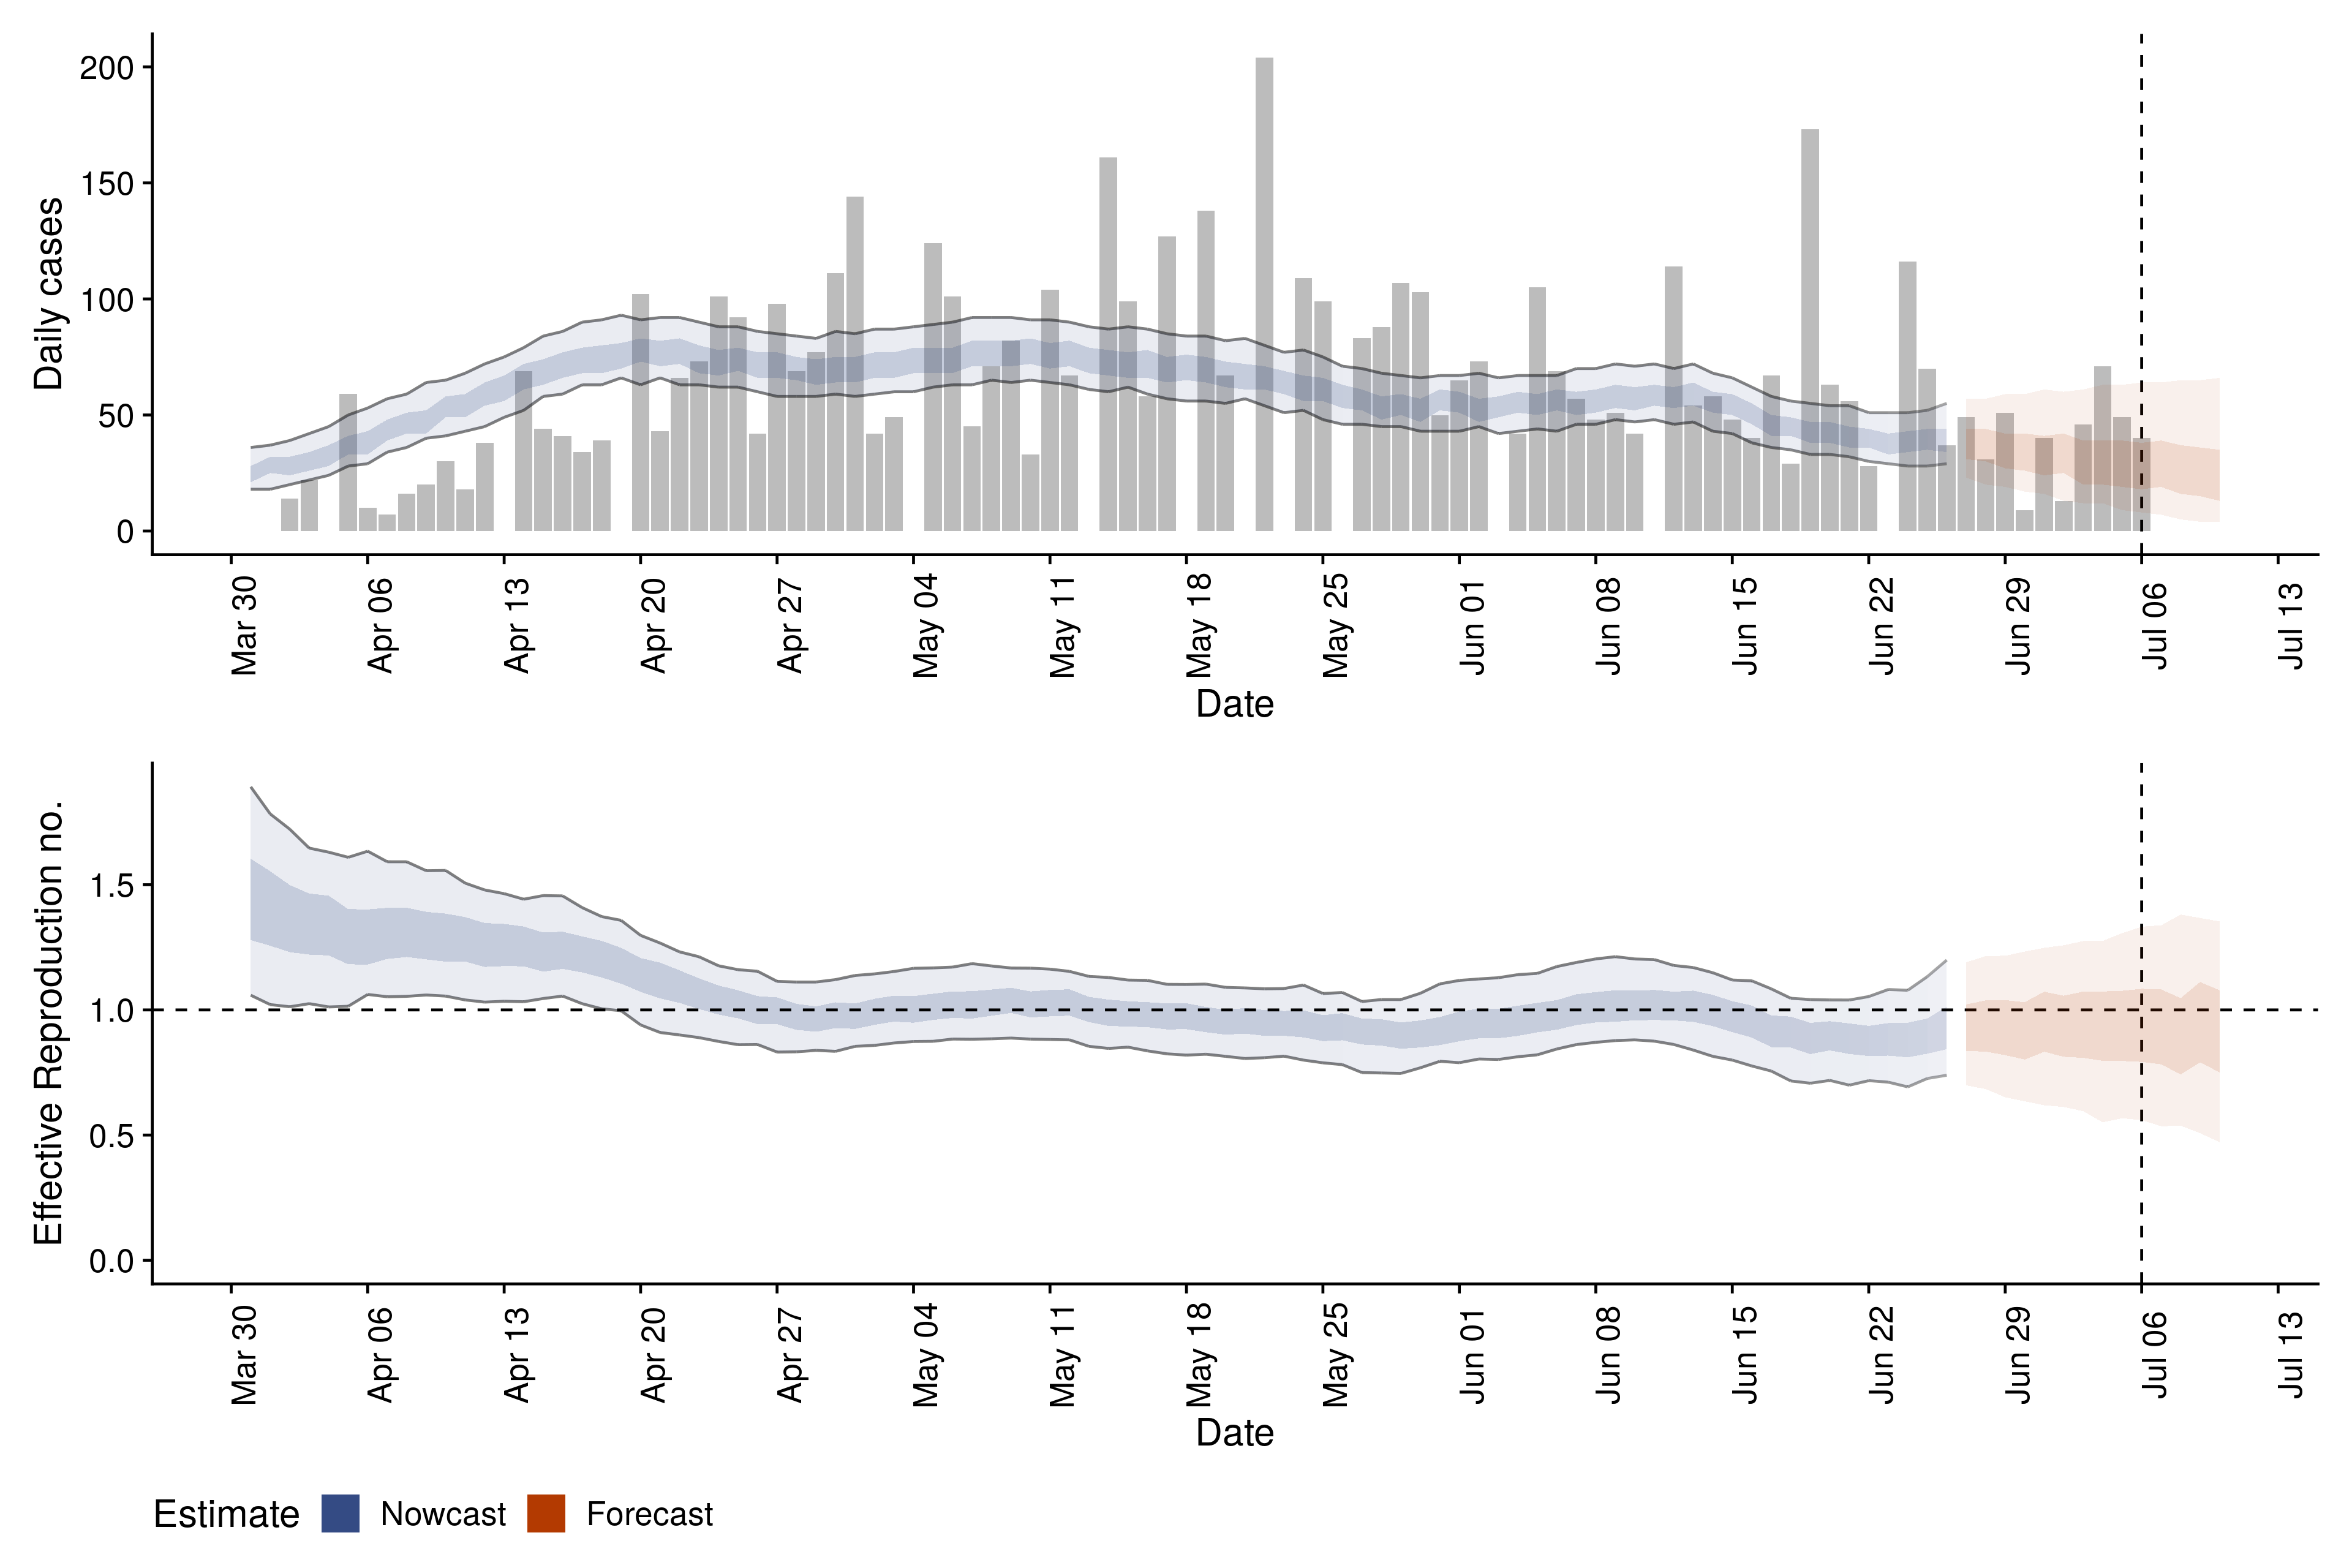 Daily cases
200
150
100
50
0
Mar 30
Apr 06
Apr 13
Apr 20
Apr 27
May 04
May 11
May 18
May 25
Jun 01
Jun 08
Jun 15
Jun 22
Jun 29
Jul 06
Jul 13
Date
Effective Reproduction no.
1.5
1.0
0.5
0.0
Mar 30
Apr 06
Apr 13
Apr 20
Apr 27
May 04
May 11
May 18
May 25
Jun 01
Jun 08
Jun 15
Jun 22
Jun 29
Jul 06
Jul 13
Date
Estimate Nowcast Forecast